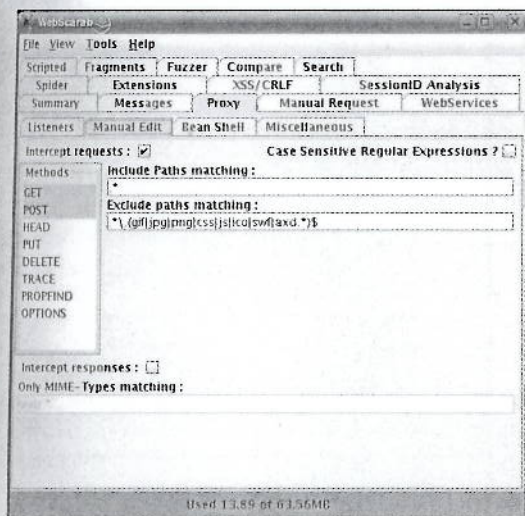 WebScarab
File View Tools Help
Scripted Fragments Fuzzer Compare Search
Spider Extensions XSS/CRLF SessionID Analysis
Summary Messages Proxy Manual Request WebServices
Listeners Manual Edit Bean Shell Miscellaneous
Intercept requests : Case Sensitive Regular Expressions ?
Methods
GET
POST
HEAD
PUT
DELETE
TRACE
PROPFIND
OPTIONS
Include Paths matching :
.*
Exclude paths matching :
.*\.(gif|jpg|png|css|js|ico|swf|axd.*)$
Intercept responses :
Only MIME-Types matching :
Used 13.89 of 63.56MB